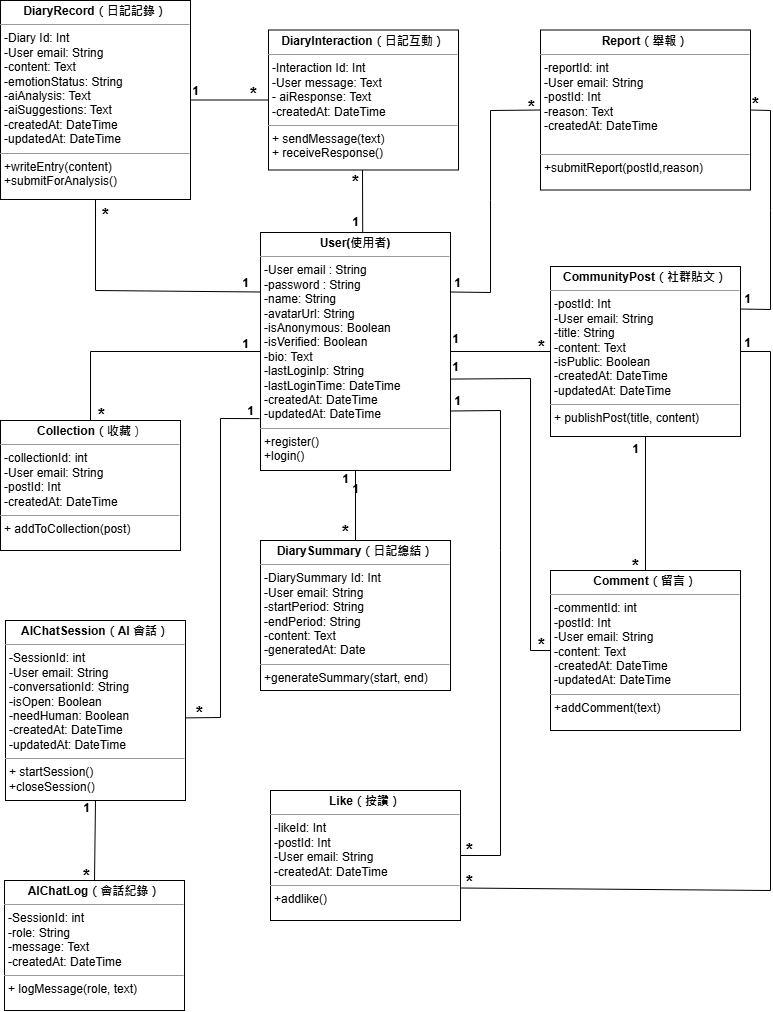 DiaryRecord（日記記錄）
-Diary Id: Int
-User email: String
-content: Text
-emotionStatus: String
-aiAnalysis: Text
-aiSuggestions: Text
-createdAt: DateTime
-updatedAt: DateTime
+writeEntry(content)
+submitForAnalysis()
1
*
DiaryInteraction（日記互動）
-Interaction Id: Int
-User message: Text
- aiResponse: Text
-createdAt: DateTime
+ sendMessage(text)
+ receiveResponse()
Report（舉報）
-reportId: int
-User email: String
-postId: Int
-reason: Text
-createdAt: DateTime
+submitReport(postId,reason)
*
*
*
*
1
1
1
User(使用者)
-User email : String
-password : String
-name: String
-avatarUrl: String
-isAnonymous: Boolean
-isVerified: Boolean
-bio: Text
-lastLoginIp: String
-lastLoginTime: DateTime
-createdAt: DateTime
-updatedAt: DateTime
+register()
+login()
1
1
1
1
1
*
CommunityPost（社群貼文）
-postId: Int
-User email: String
-title: String
-content: Text
-isPublic: Boolean
-createdAt: DateTime
-updatedAt: DateTime
+ publishPost(title, content)
1
1
1
*
*
Collection（收藏）
-collectionId: int
-User email: String
-postId: Int
-createdAt: DateTime
+ addToCollection(post)
1
1
*
DiarySummary（日記總結）
-DiarySummary Id: Int
-User email: String
-startPeriod: String
-endPeriod: String
-content: Text
-generatedAt: Date
+generateSummary(start, end)
*
Comment（留言）
-commentId: int
-postId: Int
-User email: String
-content: Text
-createdAt: DateTime
-updatedAt: DateTime
+addComment(text)
AIChatSession（AI 會話）
-SessionId: int
-User email: String
-conversationId: String
-isOpen: Boolean
-needHuman: Boolean
-createdAt: DateTime
-updatedAt: DateTime
+ startSession()
+closeSession()
*
1
*
Like（按讚）
-likeId: Int
-postId: Int
-User email: String
-createdAt: DateTime
+addlike()
*
*
AIChatLog（會話紀錄）
-SessionId: int
-role: String
-message: Text
-createdAt: DateTime
+ logMessage(role, text)